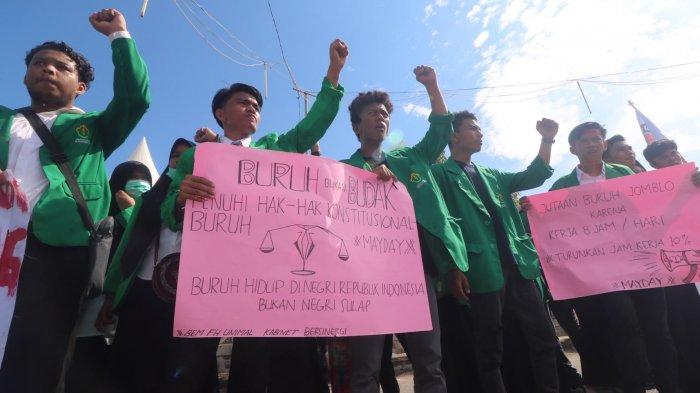 BURUH BUKAN BUDAK
PENUHI HAK-HAK KONSTITUSIONAL
BURUH
*MAYDAY*
BURUH HIDUP DI NEGRI REPUBLIK INDONESIA
BUKAN NEGRI SULAP
*BEM FH UNIMAL KABINET BERSINERGI
JUTAAN BURUH JOMBLO
KARENA
KERJA 8 JAM / HARI
*TURUNKAN JAM KERJA 10%
*MAYDAY*